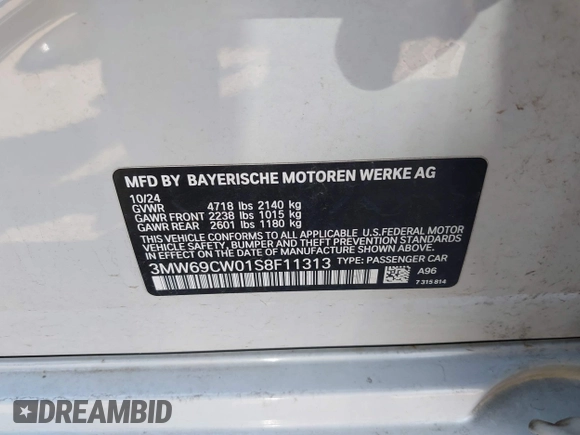 MFD BY BAYERISCHE MOTOREN WERKE AG
10/24
GVWR 4718 lbs 2140 kg
GAWR FRONT 2238 lbs 1015 kg
GAWR REAR 2601 lbs 1180 kg
THIS VEHICLE CONFORMS TO ALL APPLICABLE U.S.FEDERAL MOTOR
VEHICLE SAFETY, BUMPER, AND THEFT PREVENTION STANDARDS
IN EFFECT ON THE DATE OF MANUFACTURE SHOWN ABOVE.
3MW69CW01S8F11313 TYPE: PASSENGER CAR
A96
7 315 814
DREAMBID